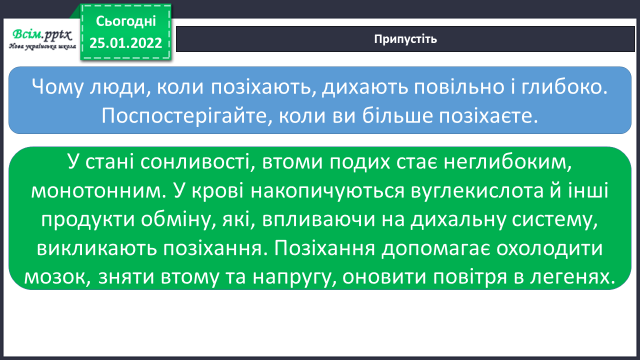 Всім.pptx
Нова українська школа
Сьогодні
25.01.2022
Припустіть
Чому люди, коли позіхають, дихають повільно і глибоко.
Поспостерігайте, коли ви більше позіхаєте.
У стані сонливості, втоми подих стає неглибоким,
монотонним. У крові накопичуються вуглекислота й інші
продукти обміну, які, впливаючи на дихальну систему,
викликають позіхання. Позіхання допомагає охолодити
мозок, зняти втому та напругу, оновити повітря в легенях.